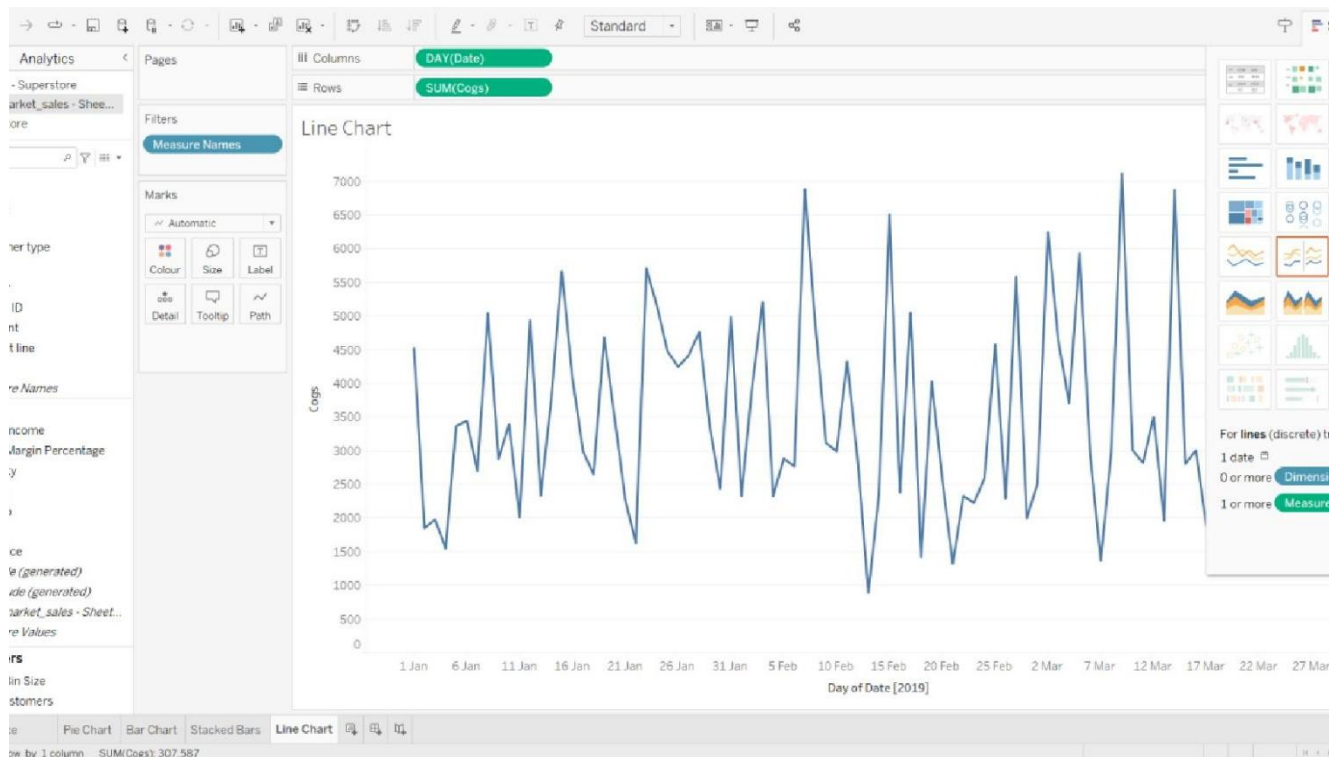 Standard
Analytics
Pages
Columns
DAY(Date)
- Superstore
arket_sales - Shee...
ore
Rows
SUM(Cogs)
Filters
Measure Names
Line Chart
Marks
Automatic
Colour
Size
Label
Detail
Tooltip
Path
ner type
ID
nt
t line
re Names
ncome
Margin Percentage
ty
ce
le (generated)
ude (generated)
market_sales - Sheet...
re Values
rs
Bin Size
stomers
Cogs
7000
6500
6000
5500
5000
4500
4000
3500
3000
2500
2000
1500
1000
500
0
1 Jan 6 Jan 11 Jan 16 Jan 21 Jan 26 Jan 31 Jan 5 Feb 10 Feb 15 Feb 20 Feb 25 Feb 2 Mar 7 Mar 12 Mar 17 Mar 22 Mar 27 Mar
Day of Date [2019]
For lines (discrete) tr
1 date
0 or more Dimensi
1 or more Measure
Pie Chart
Bar Chart
Stacked Bars
Line Chart
ow by 1 column SUM(Cogs): 307,587